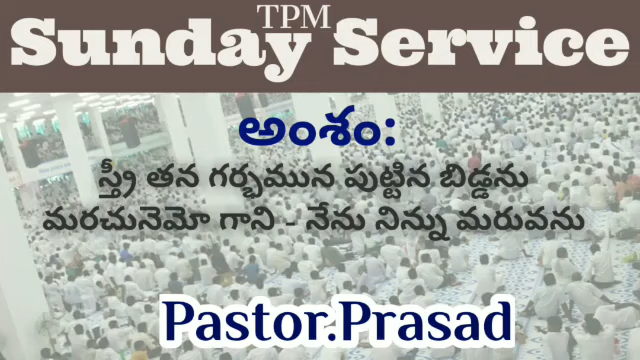 TPM
Sunday Service
అంశం:
స్త్రీ తన గర్భమున పుట్టిన బిడ్డను
మరచునెమో గాని - నేను నిన్ను మరువను
Pastor.Prasad